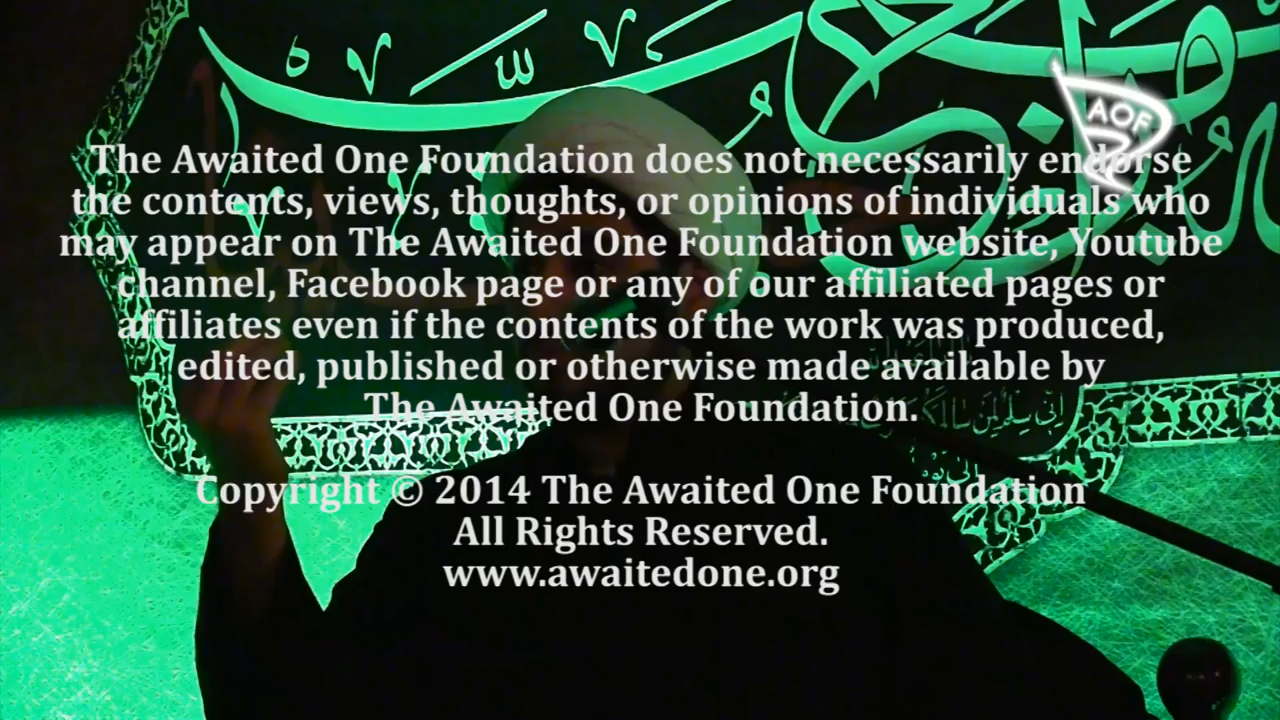 AOF
The Awaited One Foundation does not necessarily endorse
the contents, views, thoughts, or opinions of individuals who
may appear on The Awaited One Foundation website, Youtube
channel, Facebook page or any of our affiliated pages or
affiliates even if the contents of the work was produced,
edited, published or otherwise made available by
The Awaited One Foundation.
Copyright © 2014 The Awaited One Foundation
All Rights Reserved.
www.awaitedone.org